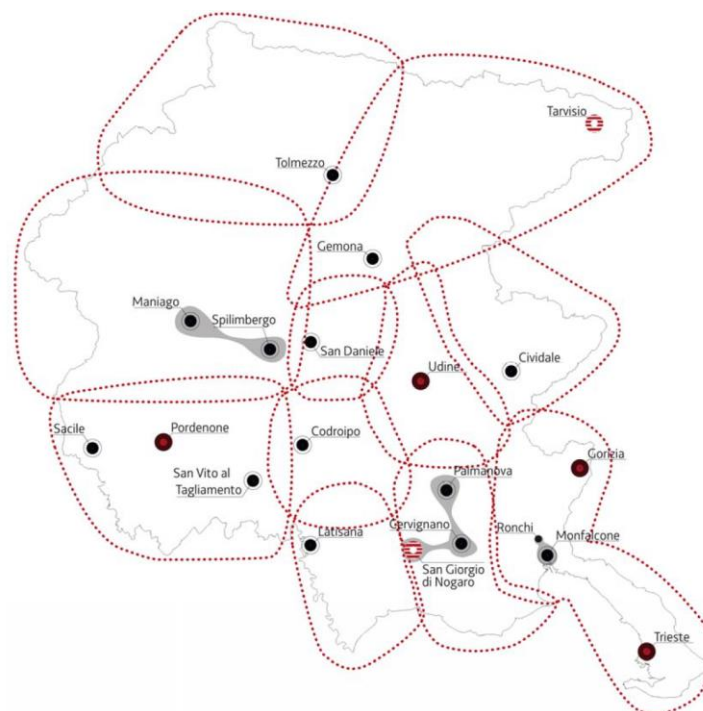 Tarvisio
Tolmezzo
Gemona
Maniago
Spilimbergo
San Daniele
Udine
Cividale
Sacile
Pordenone
Codroipo
San Vito al
Tagliamento
Gorizia
Palmanova
Latisana
Cervignano
Ronchi
Monfalcone
San Giorgio
di Nogaro
Trieste